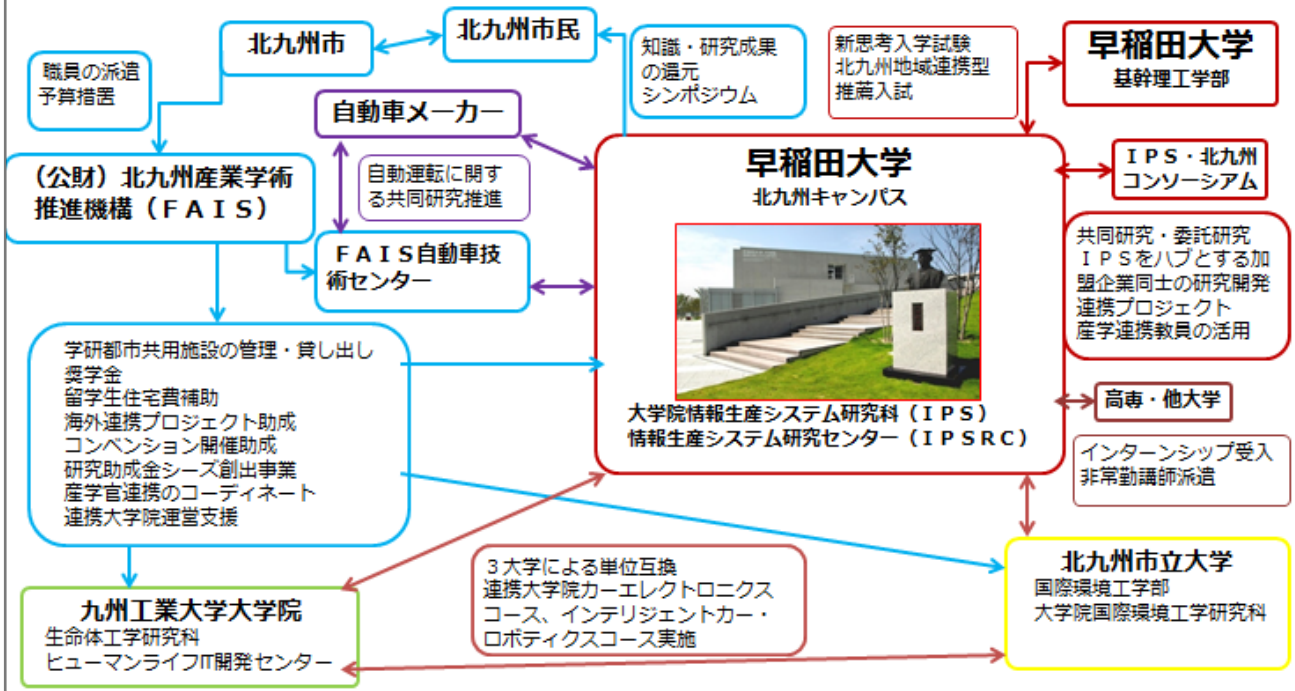 北九州市
北九州市民
職員の派遣
予算措置
知識・研究成果
の還元
シンポジウム
新思考入学試験
北九州地域連携型
推薦入試
早稲田大学
基幹理工学部
自動車メーカー
(公財)北九州産業学術
推進機構(FAIS)
自動運転に関す
る共同研究推進
FAIS自動車技
術センター
早稲田大学
北九州キャンパス
大学院情報生産システム研究科(IPS)
情報生産システム研究センター(IPSRC)
IPS・北九州
コンソーシアム
共同研究・委託研究
IPSをハブとする加
盟企業同士の研究開発
連携プロジェクト
産学連携教員の活用
学研都市共用施設の管理・貸し出し
奨学金
留学生住宅費補助
海外連携プロジェクト助成
コンベンション開催助成
研究助成金シーズ創出事業
産学官連携のコーディネート
連携大学院運営支援
高専・他大学
インターンシップ受入
非常勤講師派遣
九州工業大学大学院
生命体工学研究科
ヒューマンライフIT開発センター
3大学による単位互換
連携大学院カーエレクトロニクス
コース、インテリジェントカー・
ロボティクスコース実施
北九州市立大学
国際環境工学部
大学院国際環境工学研究科